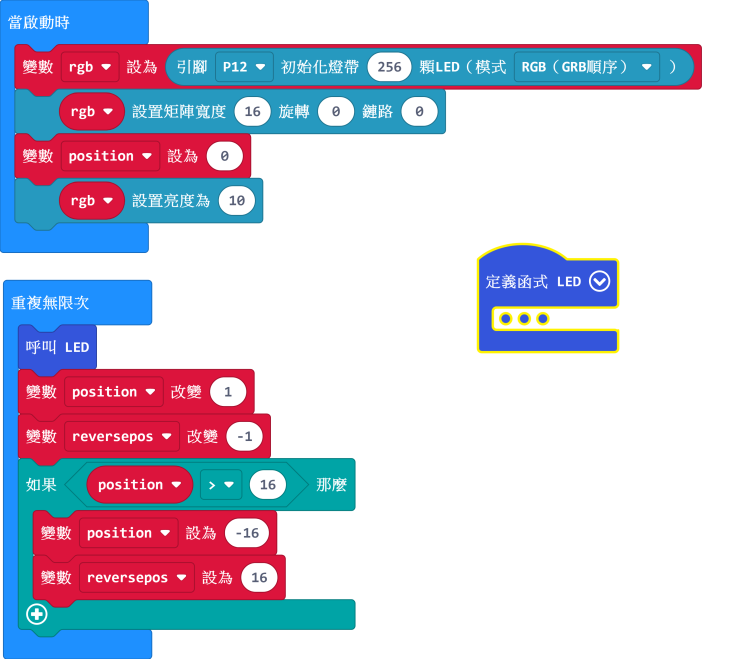 當啟動時
變數 rgb 設為 引腳 P12 初始化燈帶 256 顆LED（模式 RGB（GRB順序） ）
rgb 設置矩陣寬度 16 旋轉 0 鏈路 0
變數 position 設為 0
rgb 設置亮度為 10
定義函式 LED
重複無限次
呼叫 LED
變數 position 改變 1
變數 reversepos 改變 -1
如果 position > 16 那麼
變數 position 設為 -16
變數 reversepos 設為 16